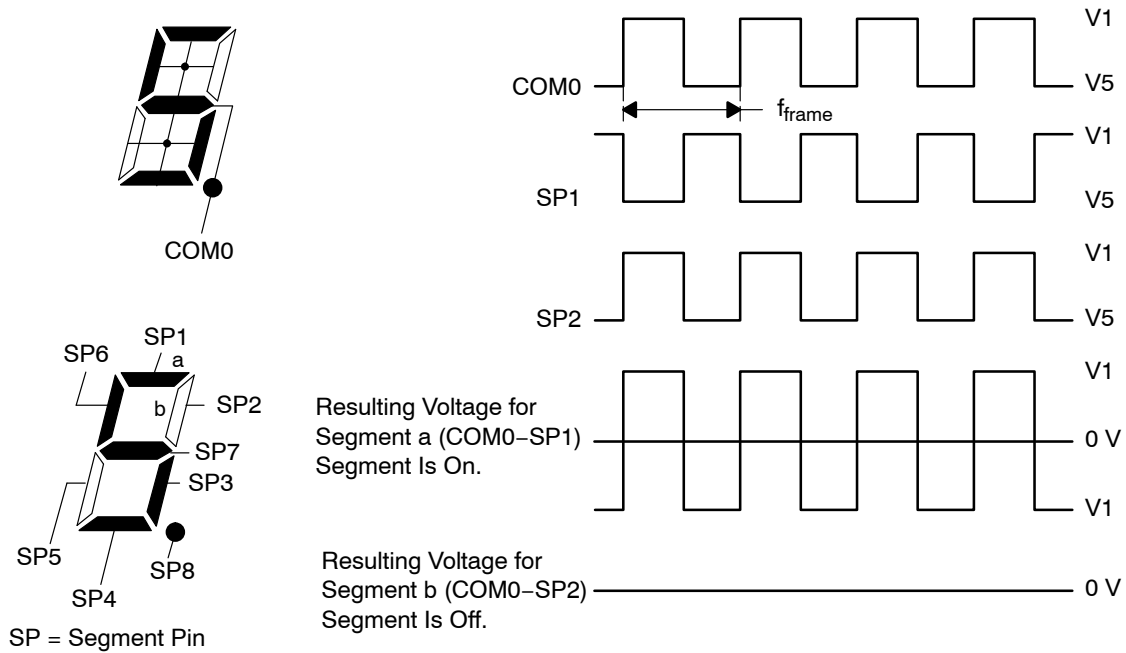 COM0
SP1
a
SP6
b
SP2
SP7
SP3
SP5
SP8
SP4
SP = Segment Pin
V1
COM0
V5
fframe
V1
SP1
V5
V1
SP2
V5
V1
Resulting Voltage for
Segment a (COM0–SP1)
0 V
Segment Is On.
V1
Resulting Voltage for
Segment b (COM0–SP2)
0 V
Segment Is Off.